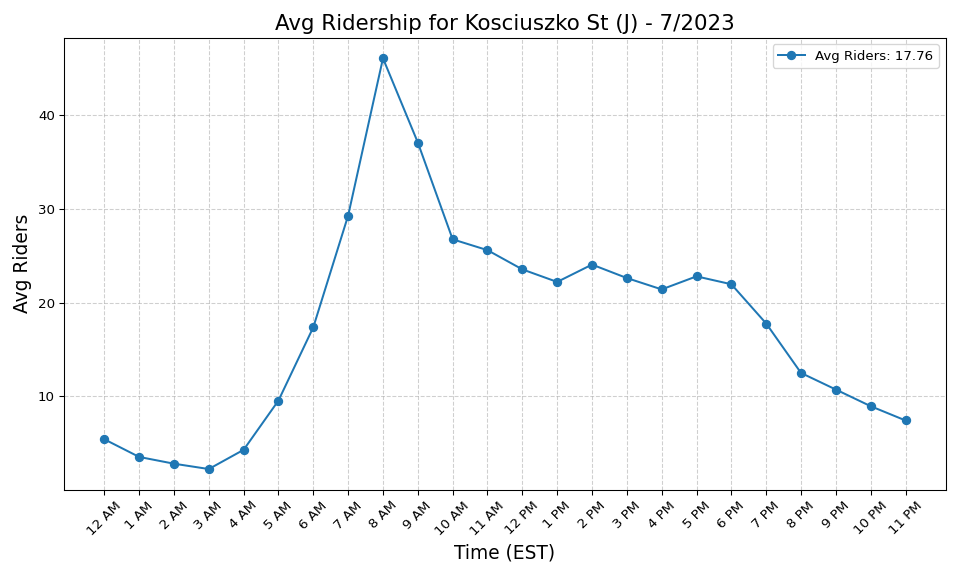 Avg Ridership for Kosciuszko St (J) - 7/2023
Avg Riders: 17.76
Avg Riders
40
30
20
10
12 AM
1 AM
2 AM
3 AM
4 AM
5 AM
6 AM
7 AM
8 AM
9 AM
10 AM
11 AM
12 PM
1 PM
2 PM
3 PM
4 PM
5 PM
6 PM
7 PM
8 PM
9 PM
10 PM
11 PM
Time (EST)